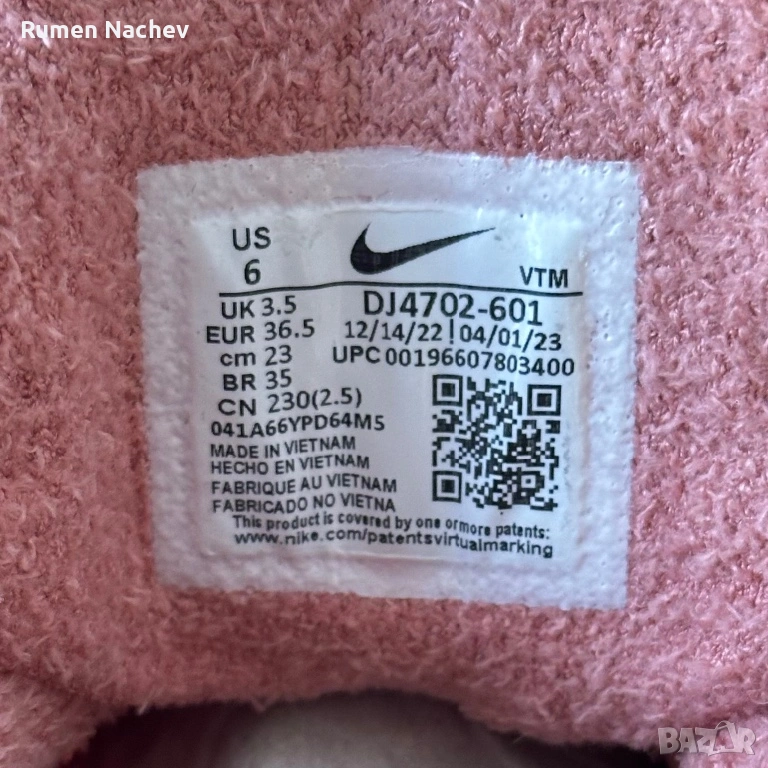 Rumen Nachev
US
6
VTM
UK 3.5
DJ4702-601
EUR 36.5
12/14/22 | 04/01/23
cm 23
UPC 00196607803400
BR 35
CN 230(2.5)
041A66YPD64M5
MADE IN VIETNAM
HECHO EN VIETNAM
FABRIQUE AU VIETNAM
FABRICADO NO VIETNA
This product is covered by one ormore patents:
www.nike.com/patentsvirtualmarking
BAZAR